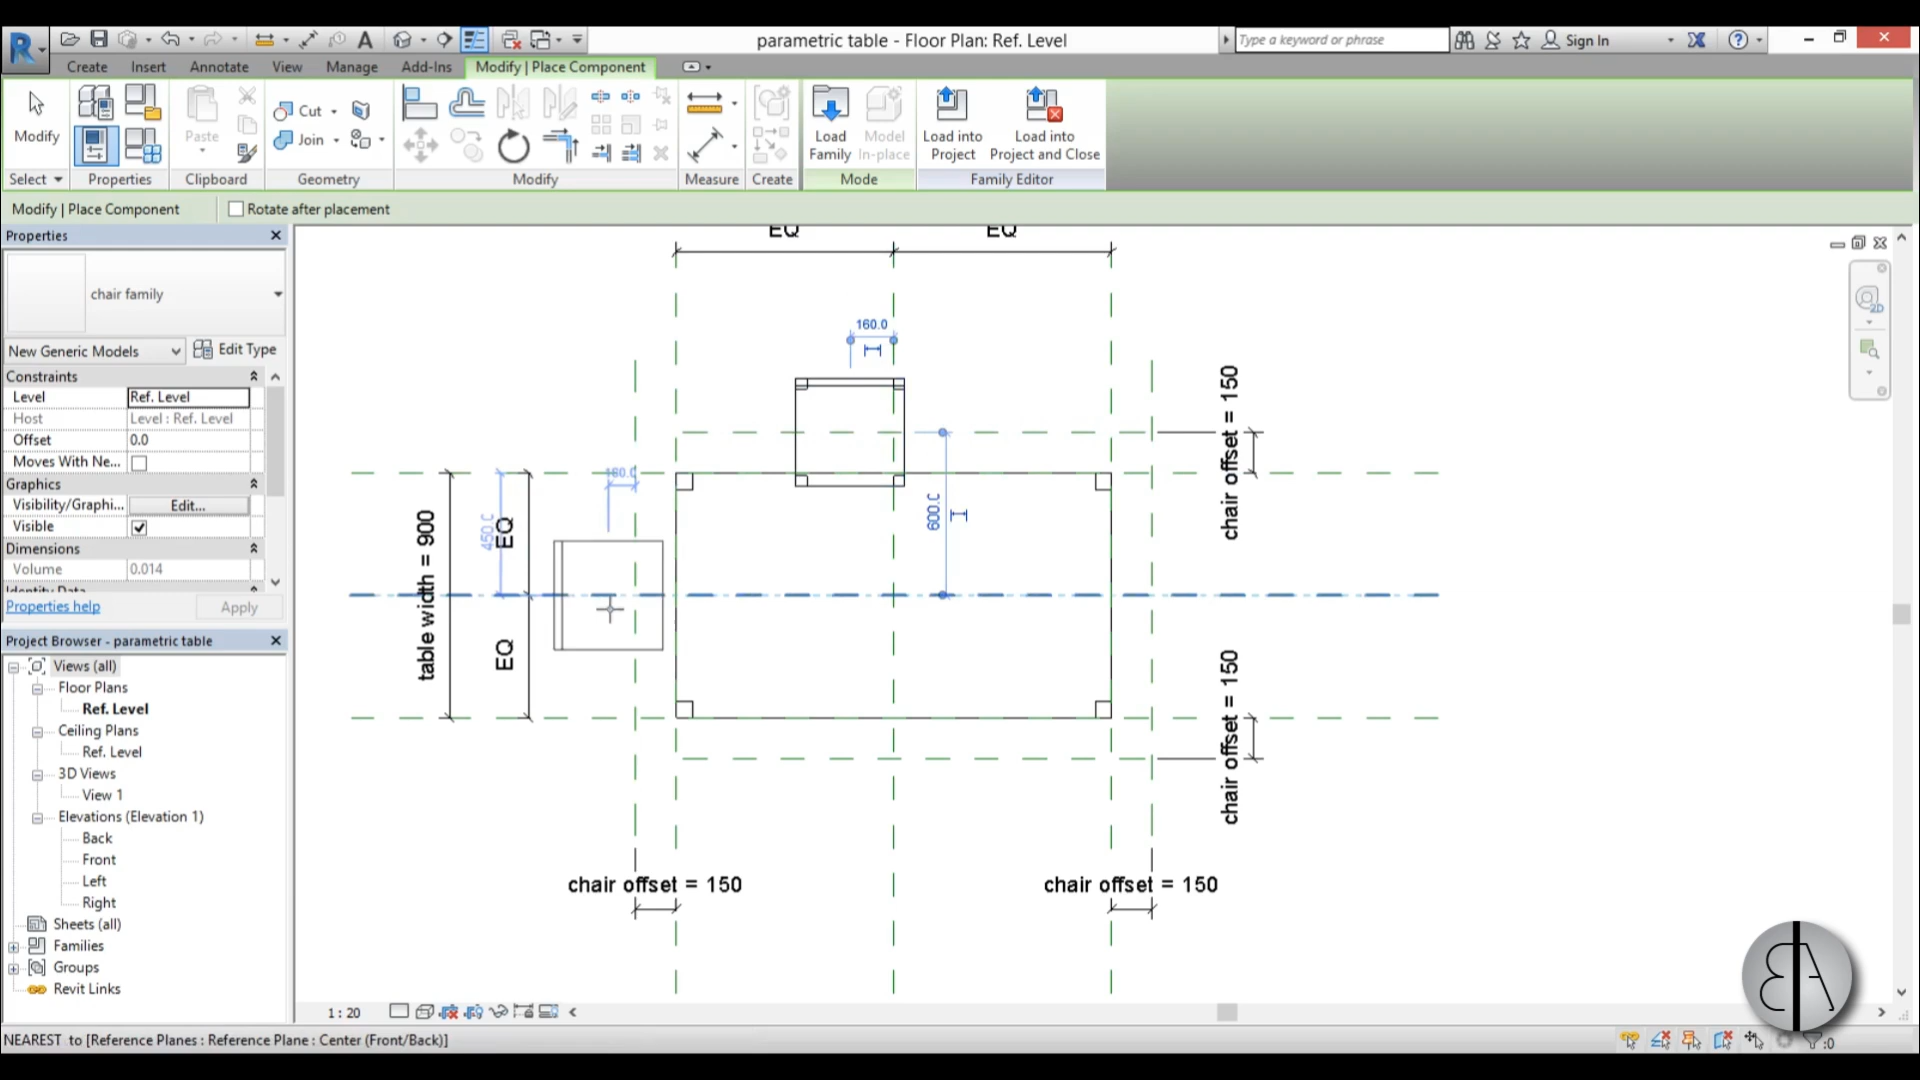 parametric table - Floor Plan: Ref. Level
Type a keyword or phrase
Sign In
Create Insert Annotate View Manage Add-Ins Modify | Place Component
Modify
Cut
Join
Paste
Load Family
Model In-place
Load into Project
Load into Project and Close
Select Properties Clipboard Geometry Modify Measure Create Mode Family Editor
Modify | Place Component
Rotate after placement
Properties
chair family
New Generic Models
Edit Type
Constraints
Level Ref. Level
Host Level : Ref. Level
Offset 0.0
Moves With Ne...
Graphics
Visibility/Graphi... Edit...
Visible
Dimensions
Volume 0.014
Identity Data
Properties help
Apply
Project Browser - parametric table
Views (all)
Floor Plans
Ref. Level
Ceiling Plans
Ref. Level
3D Views
View 1
Elevations (Elevation 1)
Back
Front
Left
Right
Sheets (all)
Families
Groups
Revit Links
EQ EQ
160.0
160.0
450.0
600.0
EQ
EQ
table width = 900
chair offset = 150
chair offset = 150
chair offset = 150
chair offset = 150
2D
1 : 20
NEAREST to [Reference Planes : Reference Plane : Center (Front/Back)]
:0